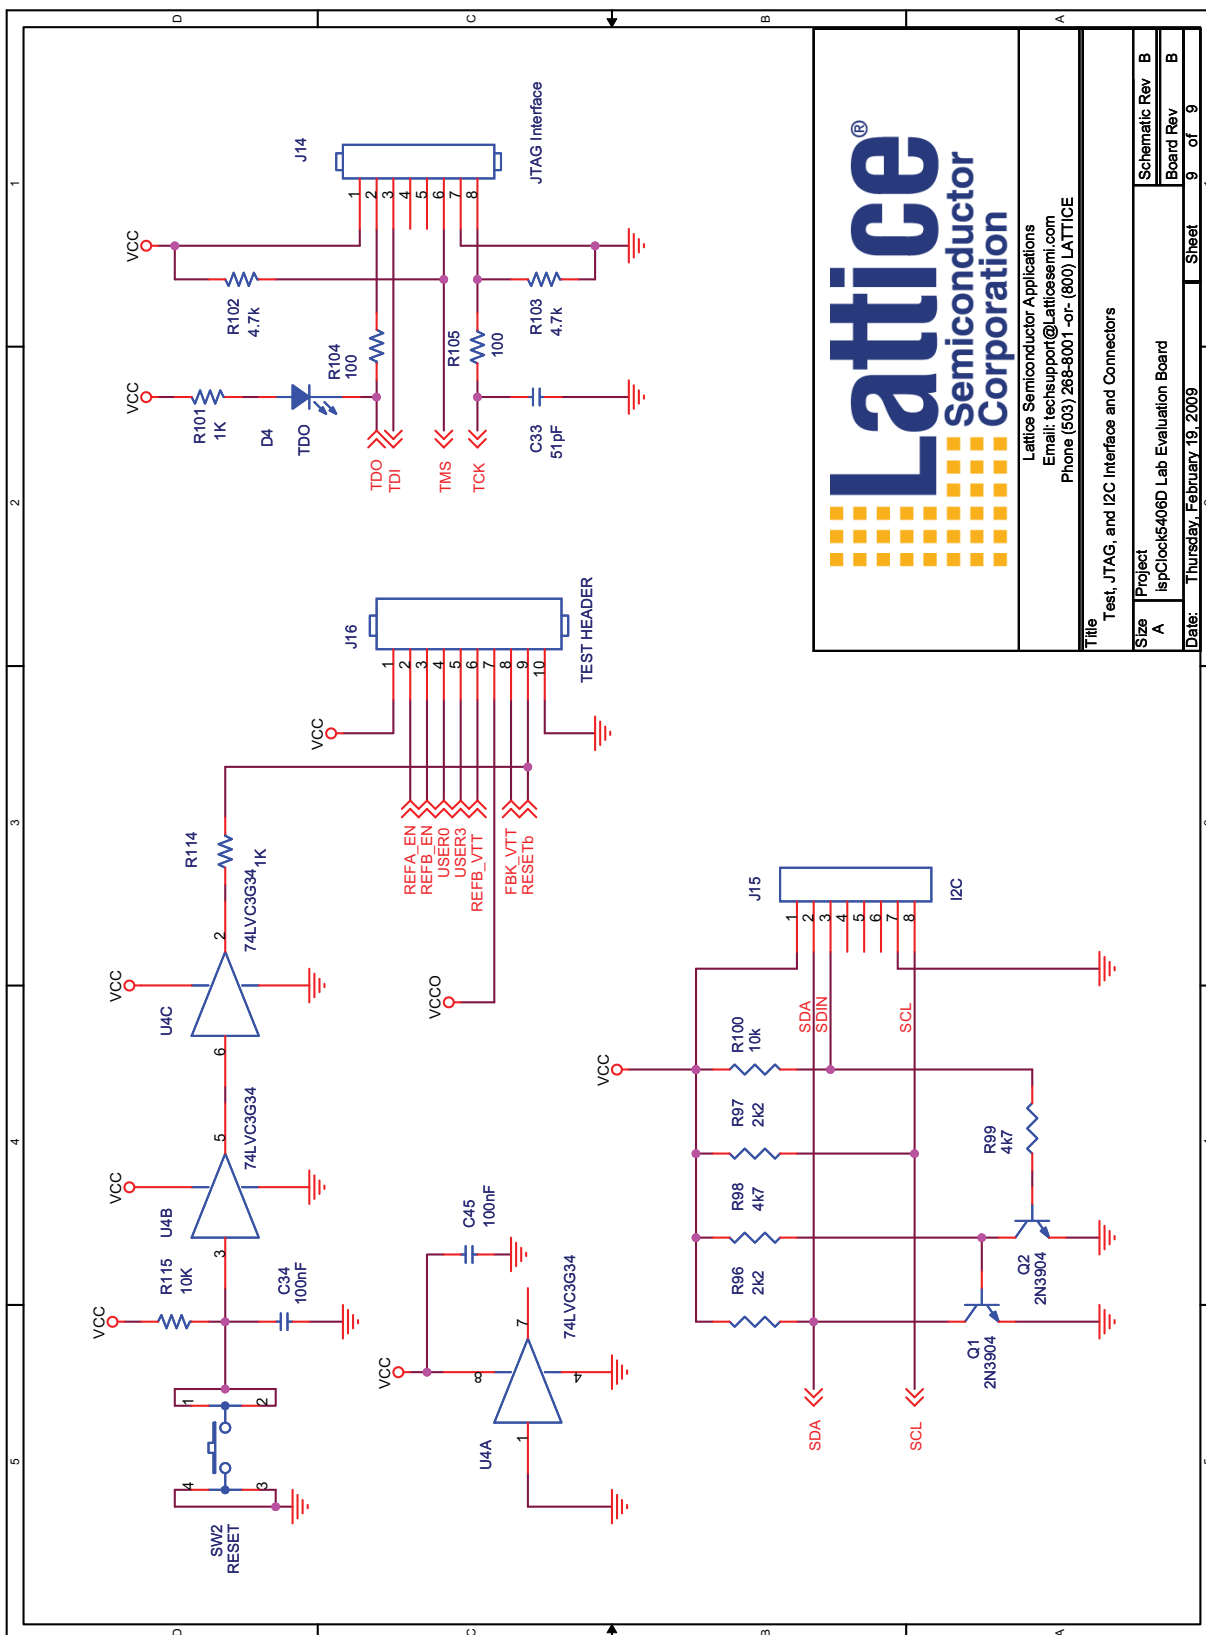 5
4
3
2
1
D
C
B
A
SW2
RESET
4
3
1
2
VCC
R115
10K
C34
100nF
3
U4B
VCC
5
74LVC3G34
6
U4C
VCC
2
74LVC3G34
R114
1K
VCC
U4A
1
8
4
7
74LVC3G34
C45
100nF
VCC
VCCO
REFA_EN
REFB_EN
USER0
USER3
REFB_VTT
FBK_VTT
RESETb
J16
1
2
3
4
5
6
7
8
9
10
TEST HEADER
VCC
R101
1K
D4
TDO
TDO
TDI
TMS
TCK
VCC
R102
4.7k
R104
100
R105
100
C33
51pF
R103
4.7k
J14
1
2
3
4
5
6
7
8
JTAG Interface
VCC
R96
2k2
R98
4k7
R97
2k2
R100
10k
SDA
SCL
SDA
SDIN
SCL
Q1
2N3904
Q2
2N3904
R99
4k7
J15
1
2
3
4
5
6
7
8
I2C
Lattice®
Semiconductor
Corporation
Lattice Semiconductor Applications
Email: techsupport@Latticesemi.com
Phone (503) 268-8001 -or- (800) LATTICE
Title
Test, JTAG, and I2C Interface and Connectors
Size
A
Project
ispClock5406D Lab Evaluation Board
Schematic Rev B
Board Rev B
Date: Thursday, February 19, 2009
Sheet 9 of 9